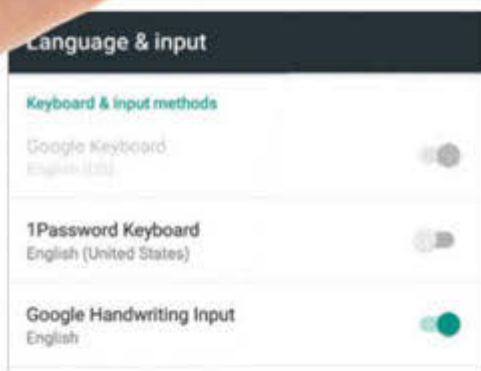 Language & input
Keyboard & input methods
Google Keyboard
English (US)
1Password Keyboard
English (United States)
Google Handwriting Input
English